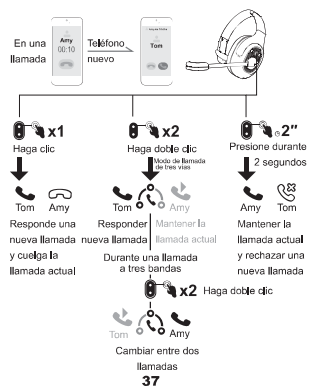 En una
llamada
Amy
00:10
Teléfono
nuevo
Tom
x1
Haga clic
x2
Haga doble clic
2"
Presione durante
2 segundos
Modo de llamada
de tres vías
Tom
Amy
Tom
Amy
Amy
Tom
Responde una
nueva llamada
y cuelga la
llamada actual
Responder
nueva llamada
Mantener la
llamada actual
Mantener la
llamada actual
y rechazar una
nueva llamada
Durante una llamada
a tres bandas
x2
Haga doble clic
Tom
Amy
Cambiar entre dos
llamadas
37